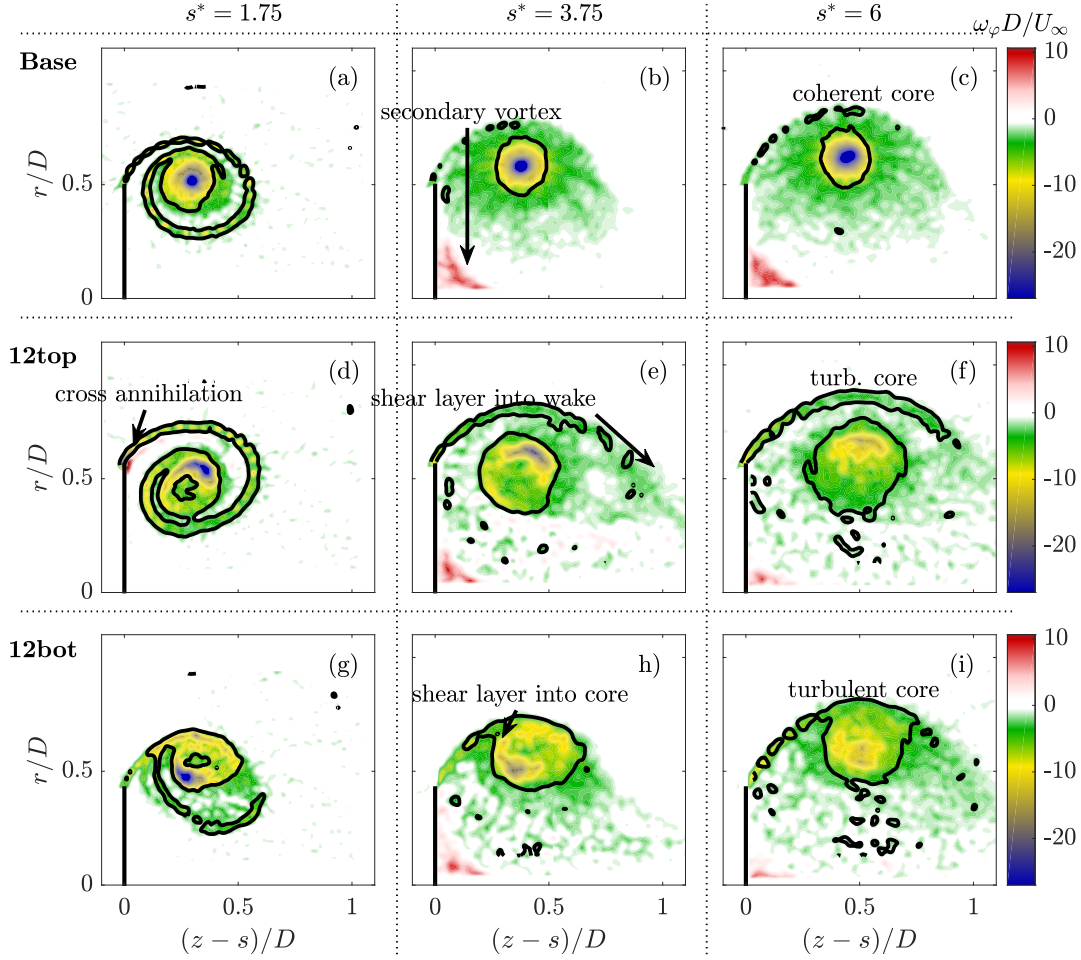 s* = 1.75
s* = 3.75
s* = 6
ω_φ D/U_∞
Base
(a)
(b)
(c)
secondary vortex
coherent core
r/D
0.5
0
10
0
-10
-20
12top
(d)
(e)
(f)
cross annihilation
shear layer into wake
turb. core
r/D
0.5
0
10
0
-10
-20
12bot
(g)
h)
(i)
shear layer into core
turbulent core
r/D
0.5
0
10
0
-10
-20
0 0.5 1
0 0.5 1
0 0.5 1
(z − s)/D
(z − s)/D
(z − s)/D